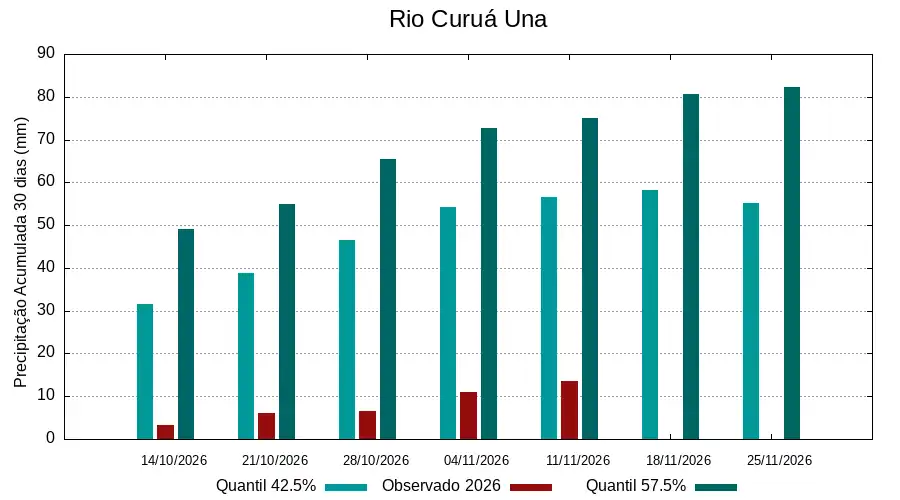 Rio Curuá Una
Precipitação Acumulada 30 dias (mm)
90
80
70
60
50
40
30
20
10
0
14/10/2026 21/10/2026 28/10/2026 04/11/2026 11/11/2026 18/11/2026 25/11/2026
Quantil 42.5% Observado 2026 Quantil 57.5%